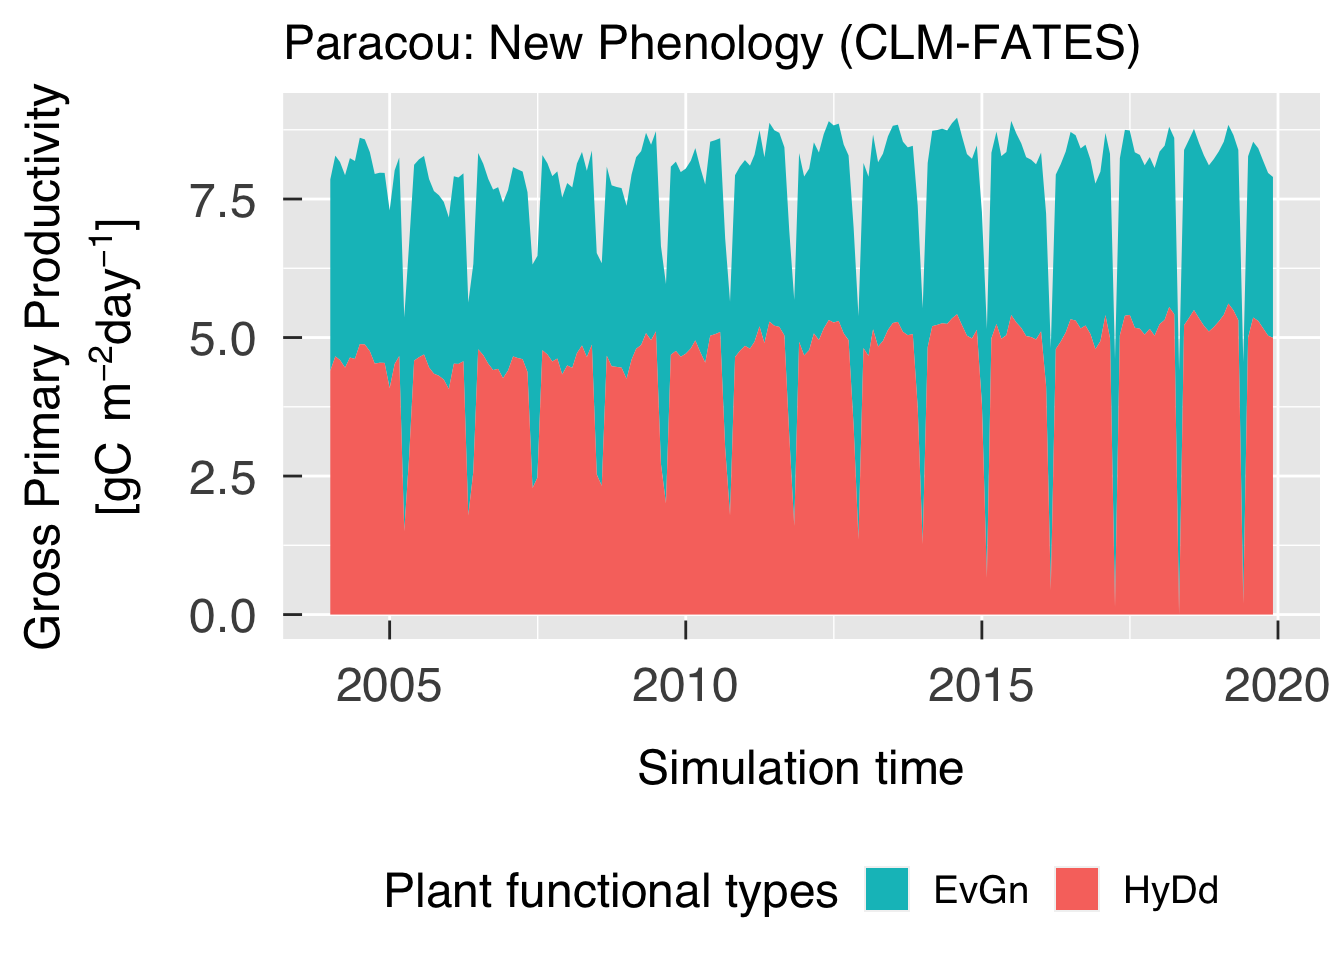 Paracou: New Phenology (CLM-FATES)
Gross Primary Productivity
[gC m⁻²day⁻¹]
7.5
5.0
2.5
0.0
2005 2010 2015 2020
Simulation time
Plant functional types EvGn HyDd